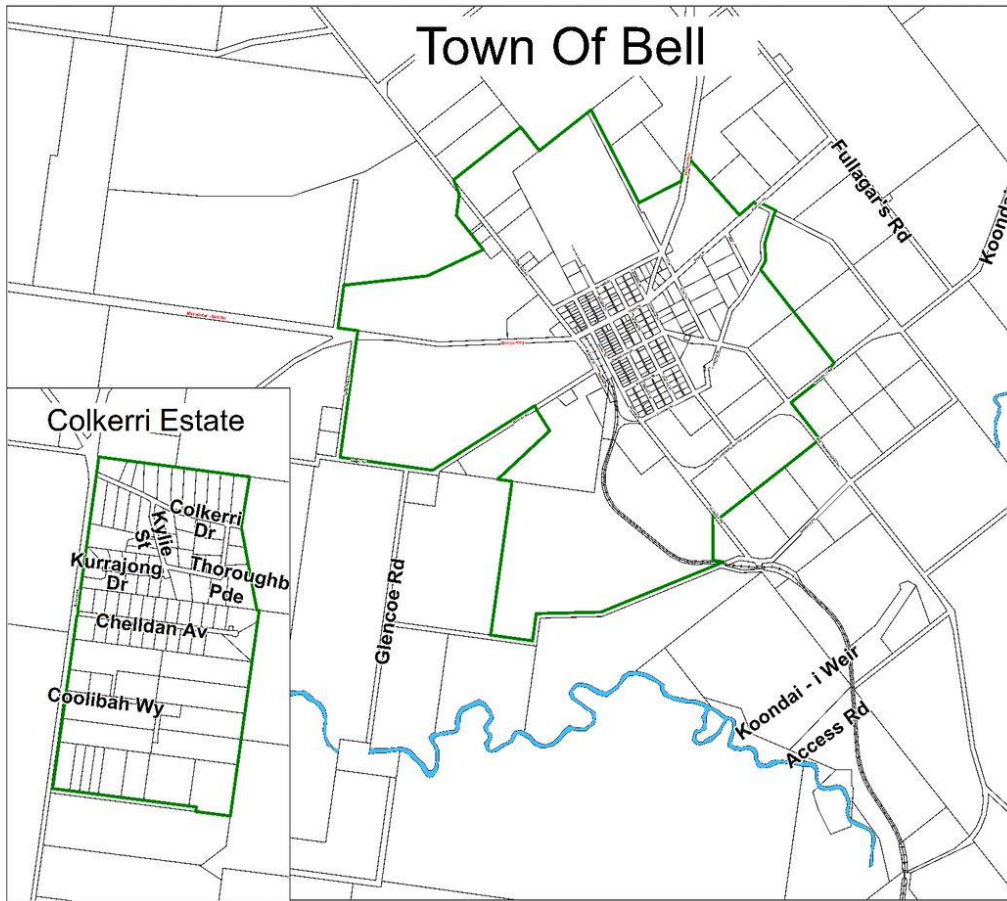 Town Of Bell
Fullagar's Rd
Colkerri Estate
Colkerri
Dr
Kylie
St
Kurrajong
Dr
Thoroughb
Pde
Chelldan Av
Coolibah Wy
Glencoe Rd
Koondai - i Weir
Access Rd